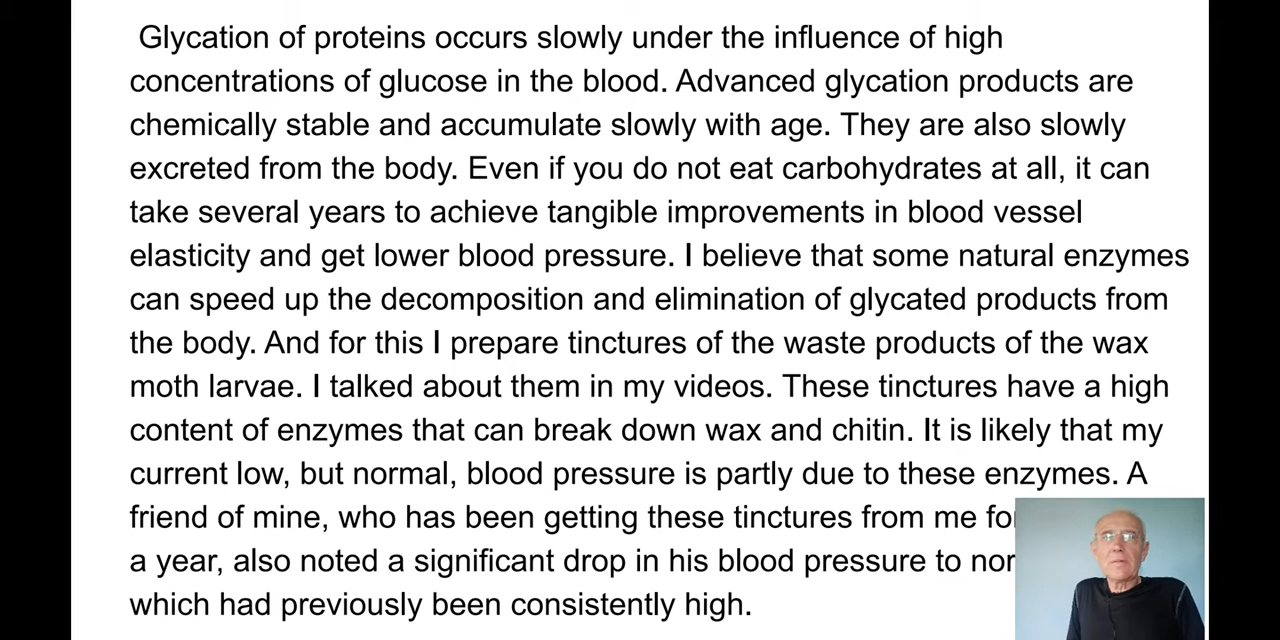 Glycation of proteins occurs slowly under the influence of high
concentrations of glucose in the blood. Advanced glycation products are
chemically stable and accumulate slowly with age. They are also slowly
excreted from the body. Even if you do not eat carbohydrates at all, it can
take several years to achieve tangible improvements in blood vessel
elasticity and get lower blood pressure. I believe that some natural enzymes
can speed up the decomposition and elimination of glycated products from
the body. And for this I prepare tinctures of the waste products of the wax
moth larvae. I talked about them in my videos. These tinctures have a high
content of enzymes that can break down wax and chitin. It is likely that my
current low, but normal, blood pressure is partly due to these enzymes. A
friend of mine, who has been getting these tinctures from me
a year, also noted a significant drop in his blood pressure to
which had previously been consistently high.